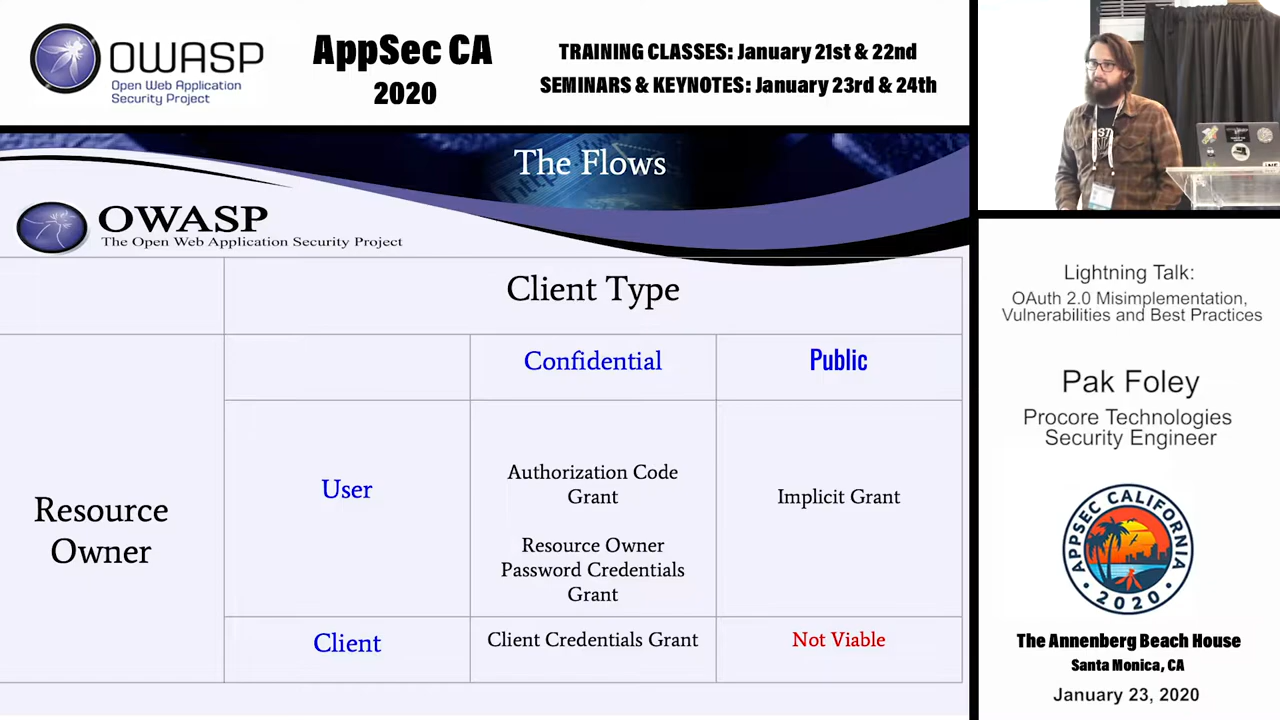 OWASP
Open Web Application
Security Project
AppSec CA
2020
TRAINING CLASSES: January 21st & 22nd
SEMINARS & KEYNOTES: January 23rd & 24th
The Flows
OWASP
The Open Web Application Security Project
Client Type
Confidential
Public
Resource
Owner
User
Authorization Code
Grant
Resource Owner
Password Credentials
Grant
Implicit Grant
Client
Client Credentials Grant
Not Viable
Lightning Talk:
OAuth 2.0 Misimplementation,
Vulnerabilities and Best Practices
Pak Foley
Procore Technologies
Security Engineer
APPSEC CALIFORNIA
2020
The Annenberg Beach House
Santa Monica, CA
January 23, 2020